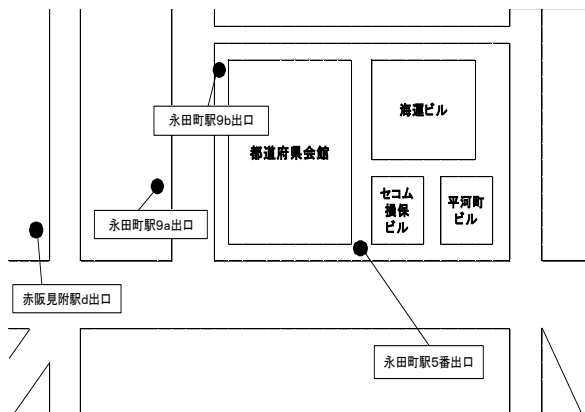 永田町駅9b出口
海運ビル
都道府県会館
セコム
損保
ビル
平河町
ビル
永田町駅9a出口
赤阪見附駅d出口
永田町駅5番出口